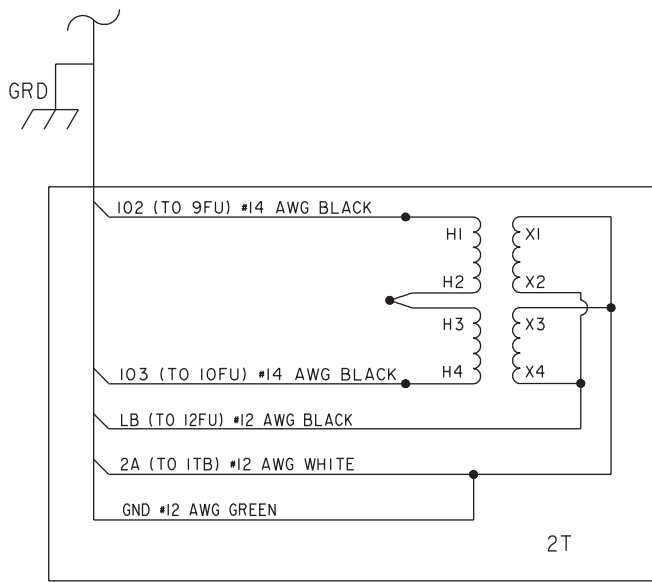 GRD
102 (TO 9FU) #14 AWG BLACK
H1
X1
H2
X2
H3
X3
103 (TO 10FU) #14 AWG BLACK
H4
X4
LB (TO 12FU) #12 AWG BLACK
2A (TO 1TB) #12 AWG WHITE
GND #12 AWG GREEN
2T